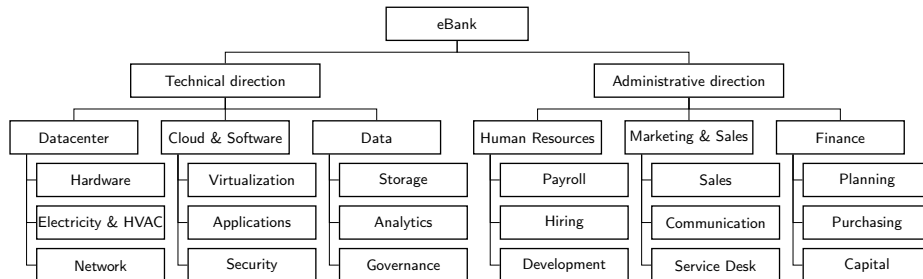 eBank
Technical direction
Administrative direction
Datacenter
Cloud & Software
Data
Human Resources
Marketing & Sales
Finance
Hardware
Virtualization
Storage
Payroll
Sales
Planning
Electricity & HVAC
Applications
Analytics
Hiring
Communication
Purchasing
Network
Security
Governance
Development
Service Desk
Capital